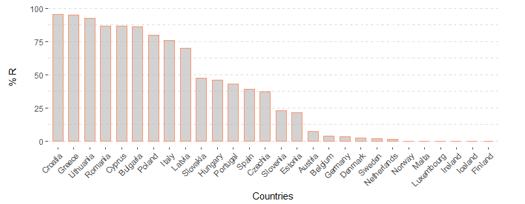 100
75
50
25
0
% R
Croatia
Greece
Lithuania
Romania
Cyprus
Bulgaria
Poland
Italy
Latvia
Slovakia
Hungary
Portugal
Spain
Czechia
Slovenia
Estonia
Austria
Belgium
Germany
Denmark
Sweden
Netherlands
Norway
Malta
Luxembourg
Ireland
Iceland
Finland
Countries